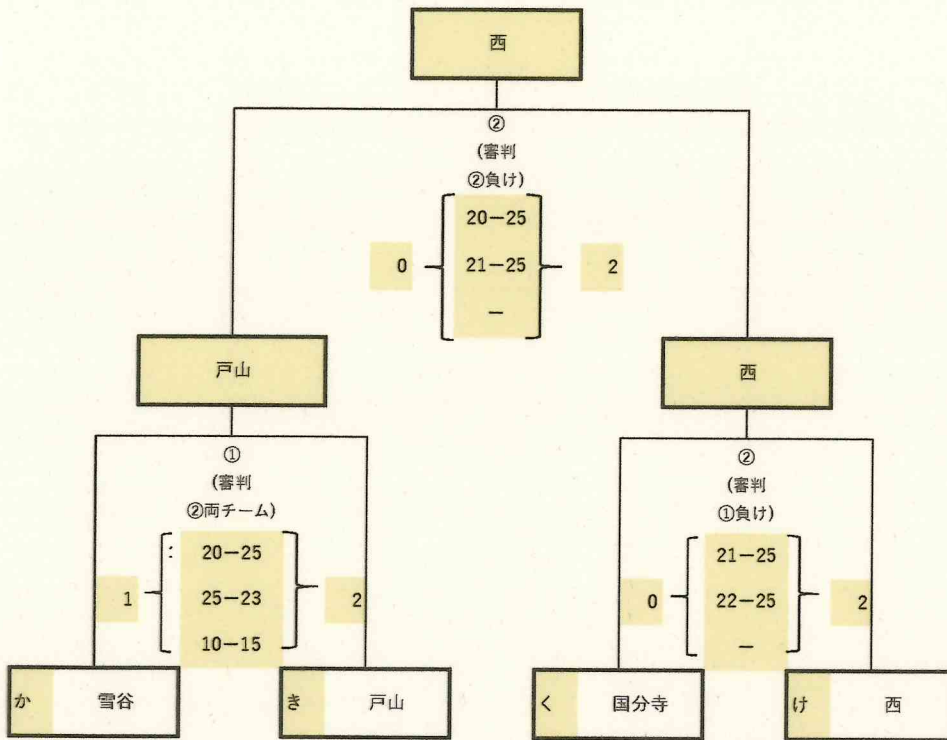 西
②
(審判
②負け)
20-25
0 21-25 2
-
戸山 西
①
(審判
②両チーム)
: 20-25
1 25-23 2
10-15
②
(審判
①負け)
21-25
0 22-25 2
-
か 雪谷 き 戸山 く 国分寺 け 西